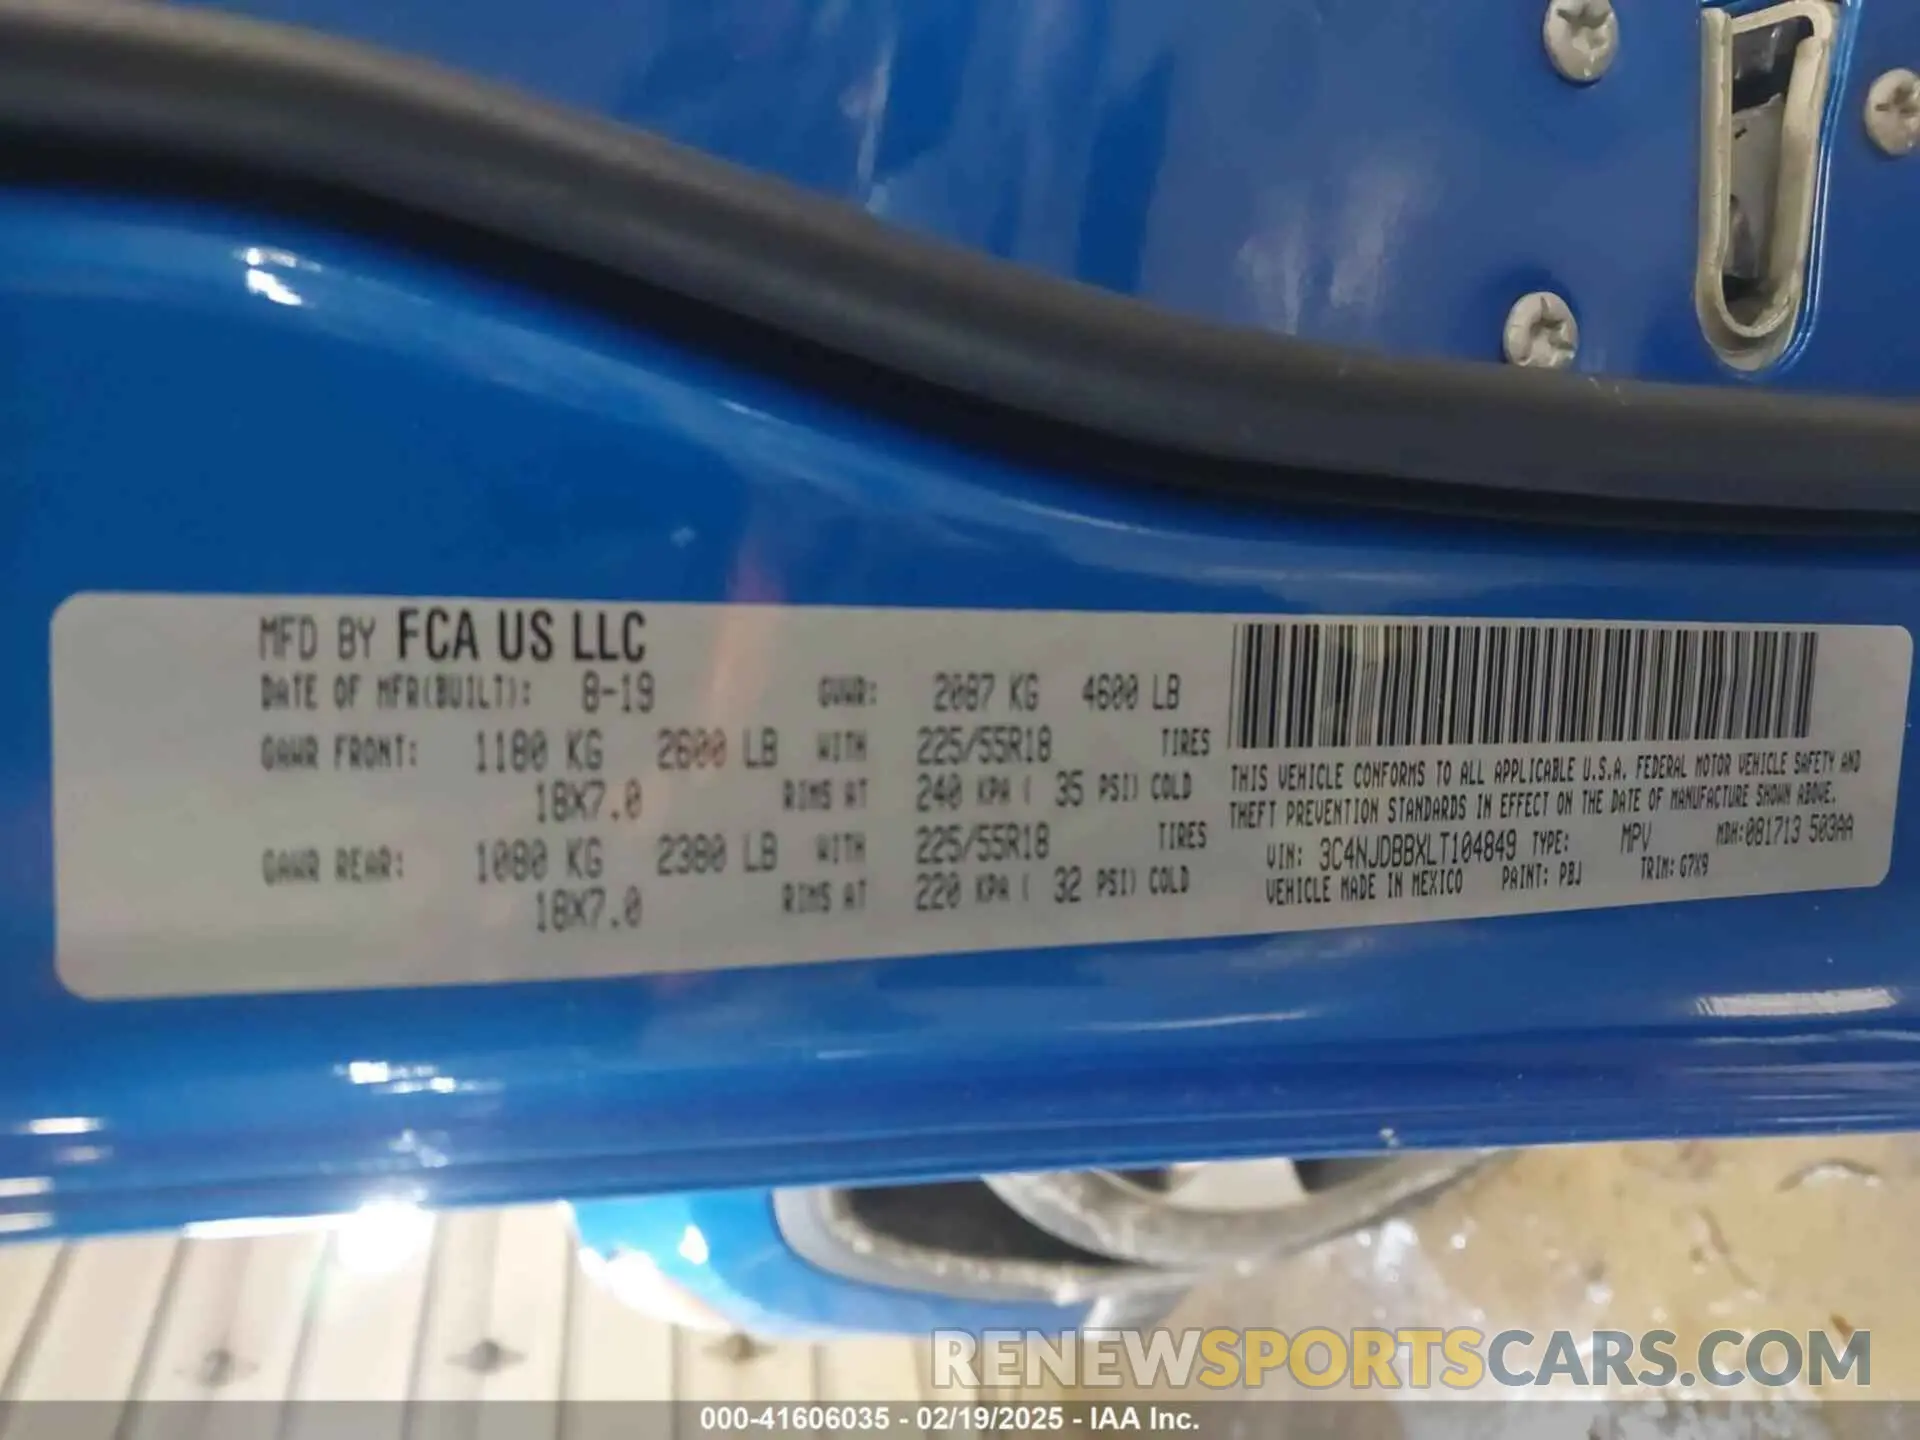 MFD BY FCA US LLC
DATE OF MFR(BUILT): 8-19 GVWR: 2087 KG 4600 LB
GAWR FRONT: 1180 KG 2600 LB WITH 225/55R18 TIRES
18X7.0 RIMS AT 240 KPA ( 35 PSI) COLD
GAWR REAR: 1080 KG 2380 LB WITH 225/55R18 TIRES
18X7.0 RIMS AT 220 KPA ( 32 PSI) COLD
THIS VEHICLE CONFORMS TO ALL APPLICABLE U.S.A. FEDERAL MOTOR VEHICLE SAFETY AND
THEFT PREVENTION STANDARDS IN EFFECT ON THE DATE OF MANUFACTURE SHOWN ABOVE.
VIN: 3C4NJDBBXLT104849 TYPE: MPV MDH:081713 503AA
VEHICLE MADE IN MEXICO PAINT: PBJ TRIM: G7X9
RENEWSPORTSCARS.COM
000-41606035 - 02/19/2025 - IAA Inc.